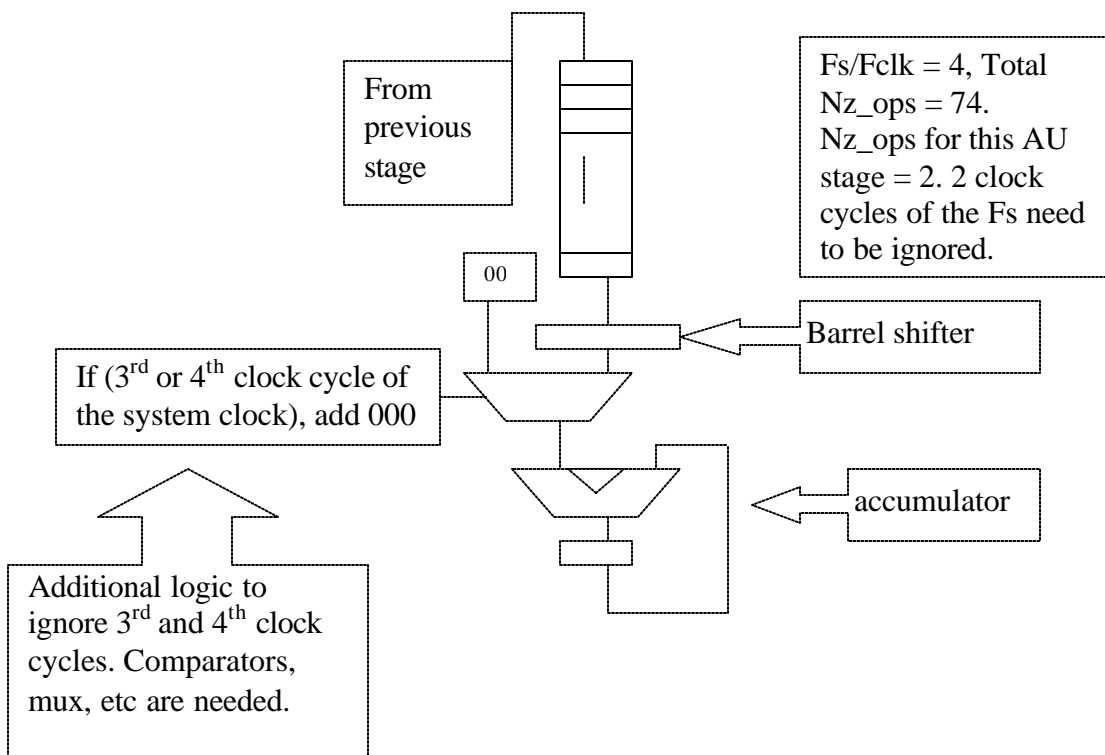 From
previous
stage
Fs/Fclk = 4, Total
Nz_ops = 74.
Nz_ops for this AU
stage = 2. 2 clock
cycles of the Fs need
to be ignored.
00
Barrel shifter
If (3rd or 4th clock cycle of
the system clock), add 000
accumulator
Additional logic to
ignore 3rd and 4th clock
cycles. Comparators,
mux, etc are needed.